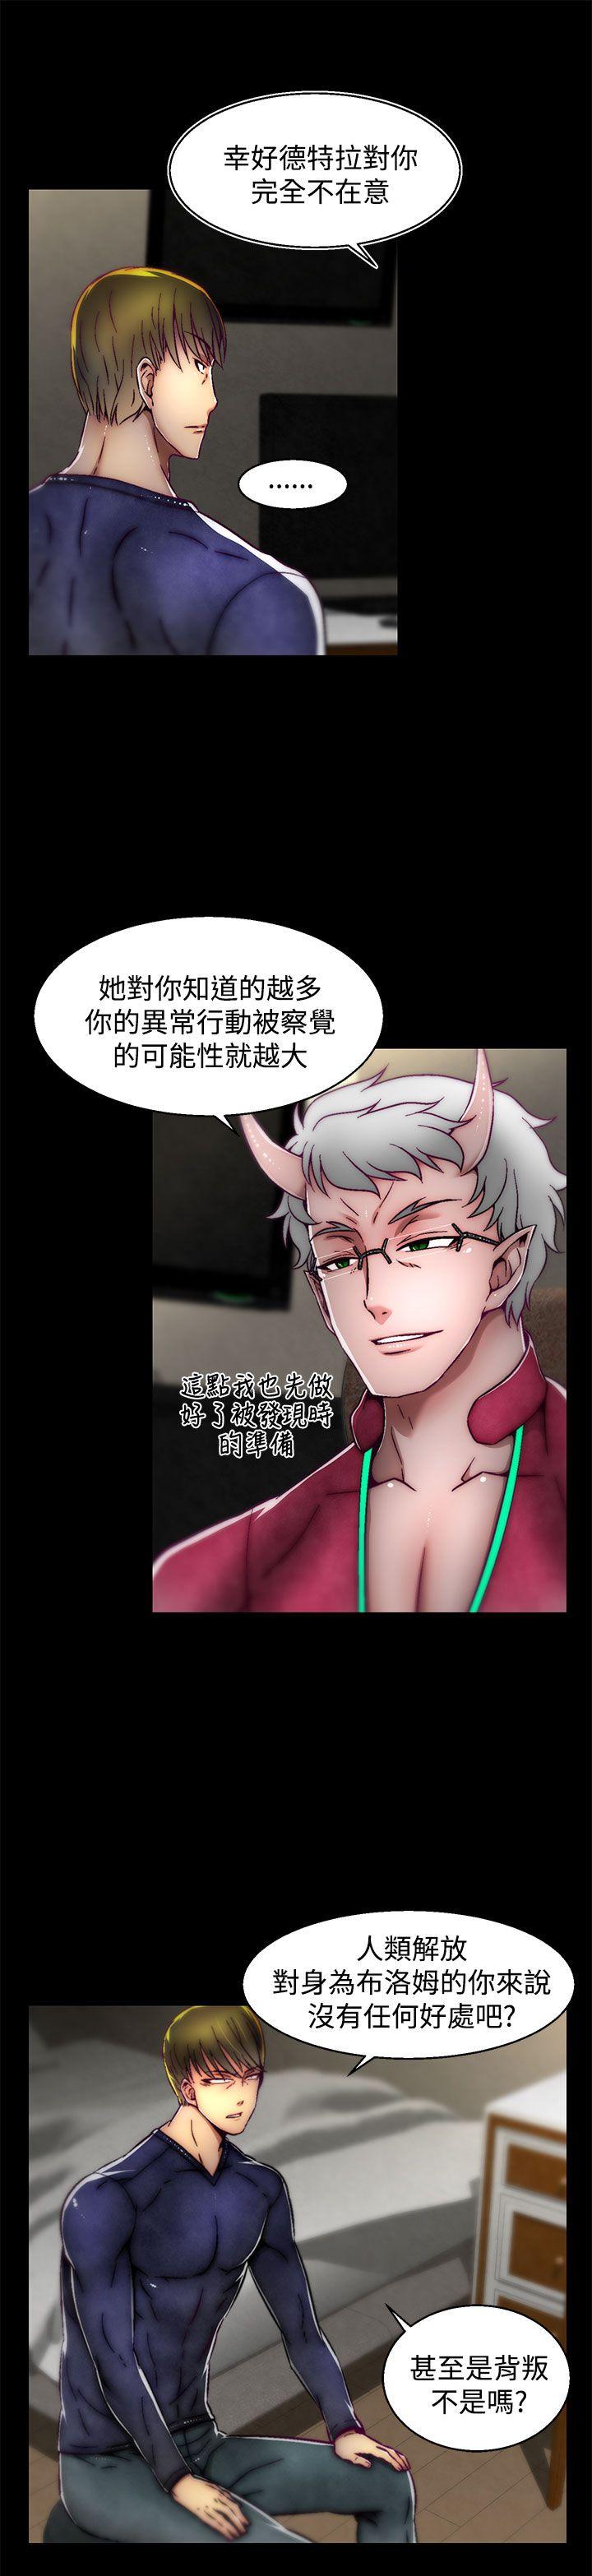 幸好德特拉對你
完全不在意
……
她對你知道的越多
你的異常行動被察覺
的可能性就越大
這點我也先做
好了被發現時
的準備
人類解放
對身為布洛姆的你來說
沒有任何好處吧?
甚至是背叛
不是嗎?